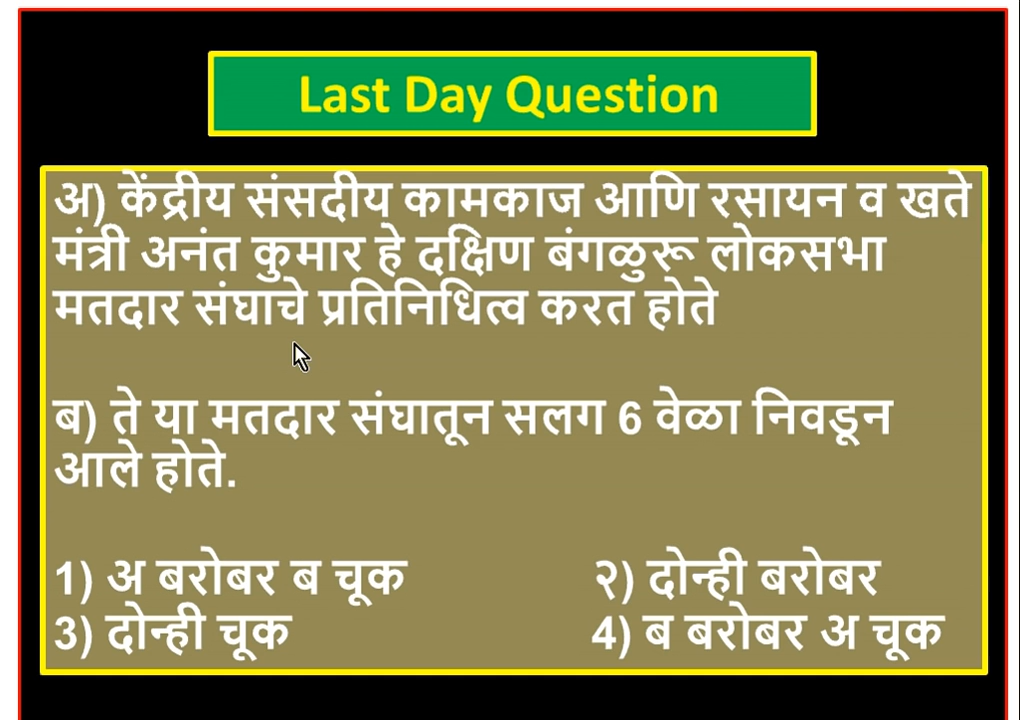 Last Day Question
अ) केंद्रीय संसदीय कामकाज आणि रसायन व खते
मंत्री अनंत कुमार हे दक्षिण बंगळुरू लोकसभा
मतदार संघाचे प्रतिनिधित्व करत होते
ब) ते या मतदार संघातून सलग 6 वेळा निवडून
आले होते.
1) अ बरोबर ब चूक २) दोन्ही बरोबर
3) दोन्ही चूक 4) ब बरोबर अ चूक